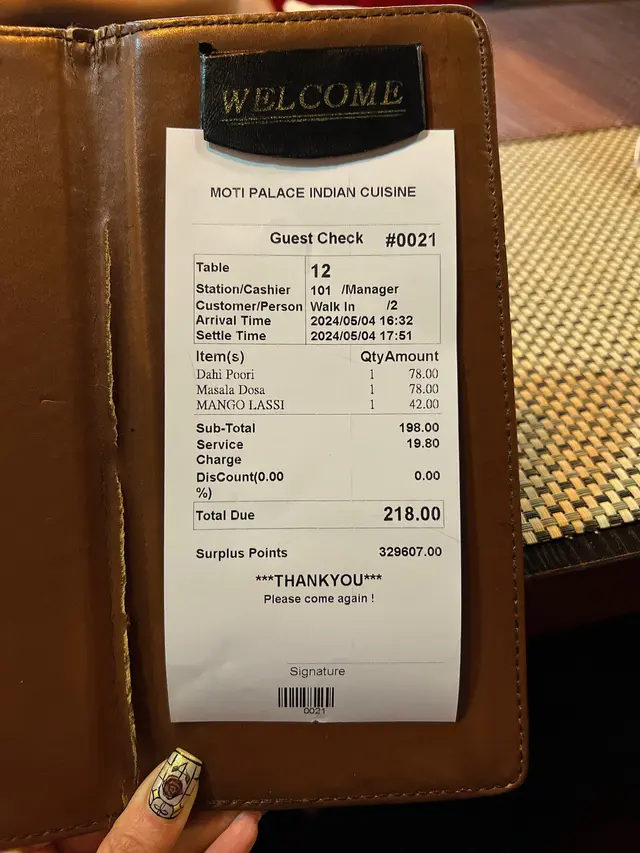 WELCOME
MOTI PALACE INDIAN CUISINE
Guest Check #0021
Table 12
Station/Cashier 101 /Manager
Customer/Person Walk In /2
Arrival Time 2024/05/04 16:32
Settle Time 2024/05/04 17:51
Item(s) Qty Amount
Dahi Poori 1 78.00
Masala Dosa 1 78.00
MANGO LASSI 1 42.00
Sub-Total 198.00
Service 19.80
Charge
DisCount(0.00 0.00
%)
Total Due 218.00
Surplus Points 329607.00
***THANKYOU***
Please come again !
Signature
0021